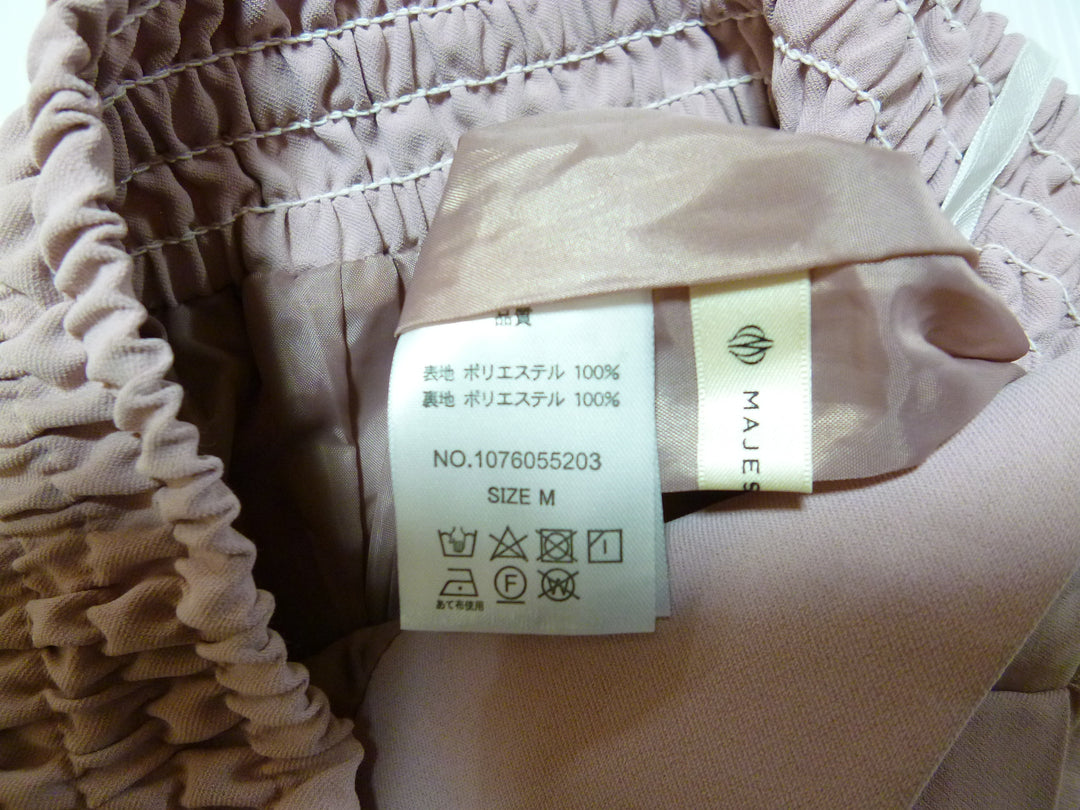 品質
表地 ポリエステル 100%
裏地 ポリエステル 100%
NO.1076055203
SIZE M
F
W
あて布使用
MAJES